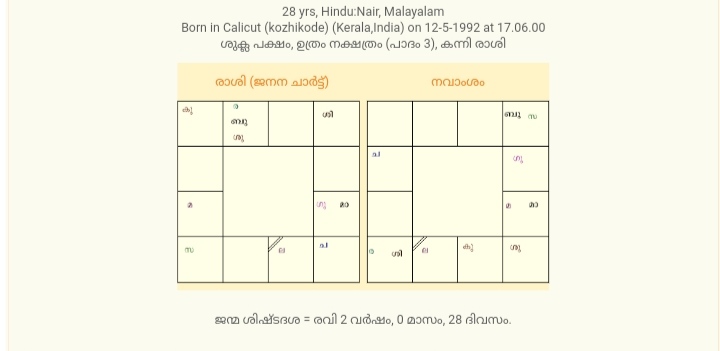 28 yrs, Hindu:Nair, Malayalam
Born in Calicut (kozhikode) (Kerala,India) on 12-5-1992 at 17.06.00
ശുക്ല പക്ഷം, ഉത്രം നക്ഷത്രം (പാദം 3), കന്നി രാശി
രാശി (ജനന ചാർട്ട്) നവാംശം
കു ര ശി ബു സ
ബു
ശു
ച ഗു
മ ഗു മാ മ മാ
സ ല ച ര ശി ല കു ശു
ജന്മ ശിഷ്ടദശ = രവി 2 വർഷം, 0 മാസം, 28 ദിവസം.